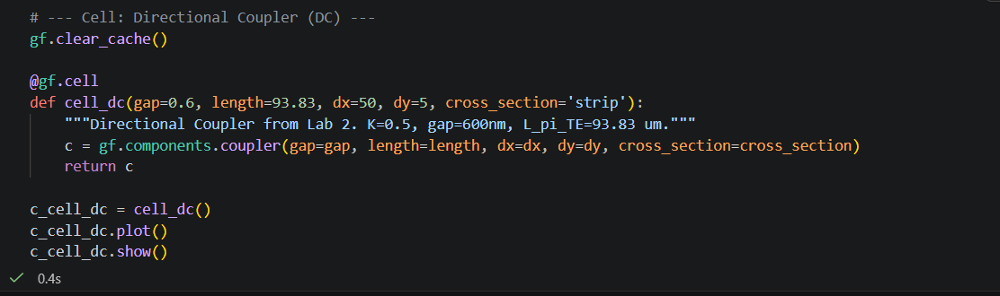 # --- Cell: Directional Coupler (DC) ---
gf.clear_cache()
@gf.cell
def cell_dc(gap=0.6, length=93.83, dx=50, dy=5, cross_section='strip'):
    """Directional Coupler from Lab 2. K=0.5, gap=600nm, L_pi_TE=93.83 um."""
    c = gf.components.coupler(gap=gap, length=length, dx=dx, dy=dy, cross_section=cross_section)
    return c
c_cell_dc = cell_dc()
c_cell_dc.plot()
c_cell_dc.show()
0.4s